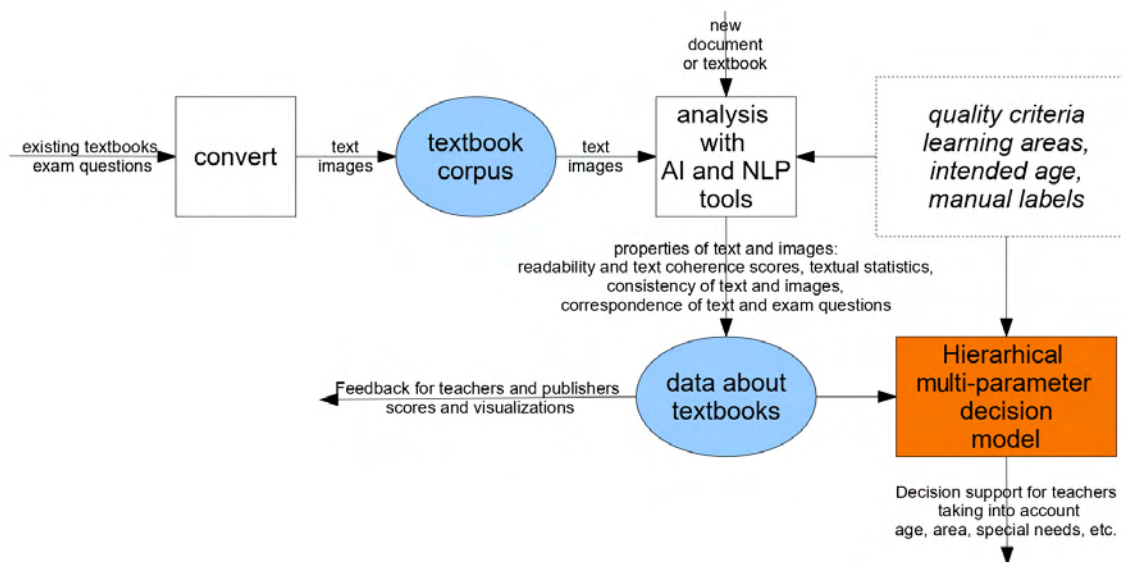 new
document
or textbook
existing textbooks
exam questions
convert
text
images
textbook
corpus
text
images
analysis
with
AI and NLP
tools
quality criteria
learning areas,
intended age,
manual labels
properties of text and images:
readability and text coherence scores, textual statistics,
consistency of text and images,
correspondence of text and exam questions
Feedback for teachers and publishers
scores and visualizations
data about
textbooks
Hierarhical
multi-parameter
decision
model
Decision support for teachers
taking into account
age, area, special needs, etc.